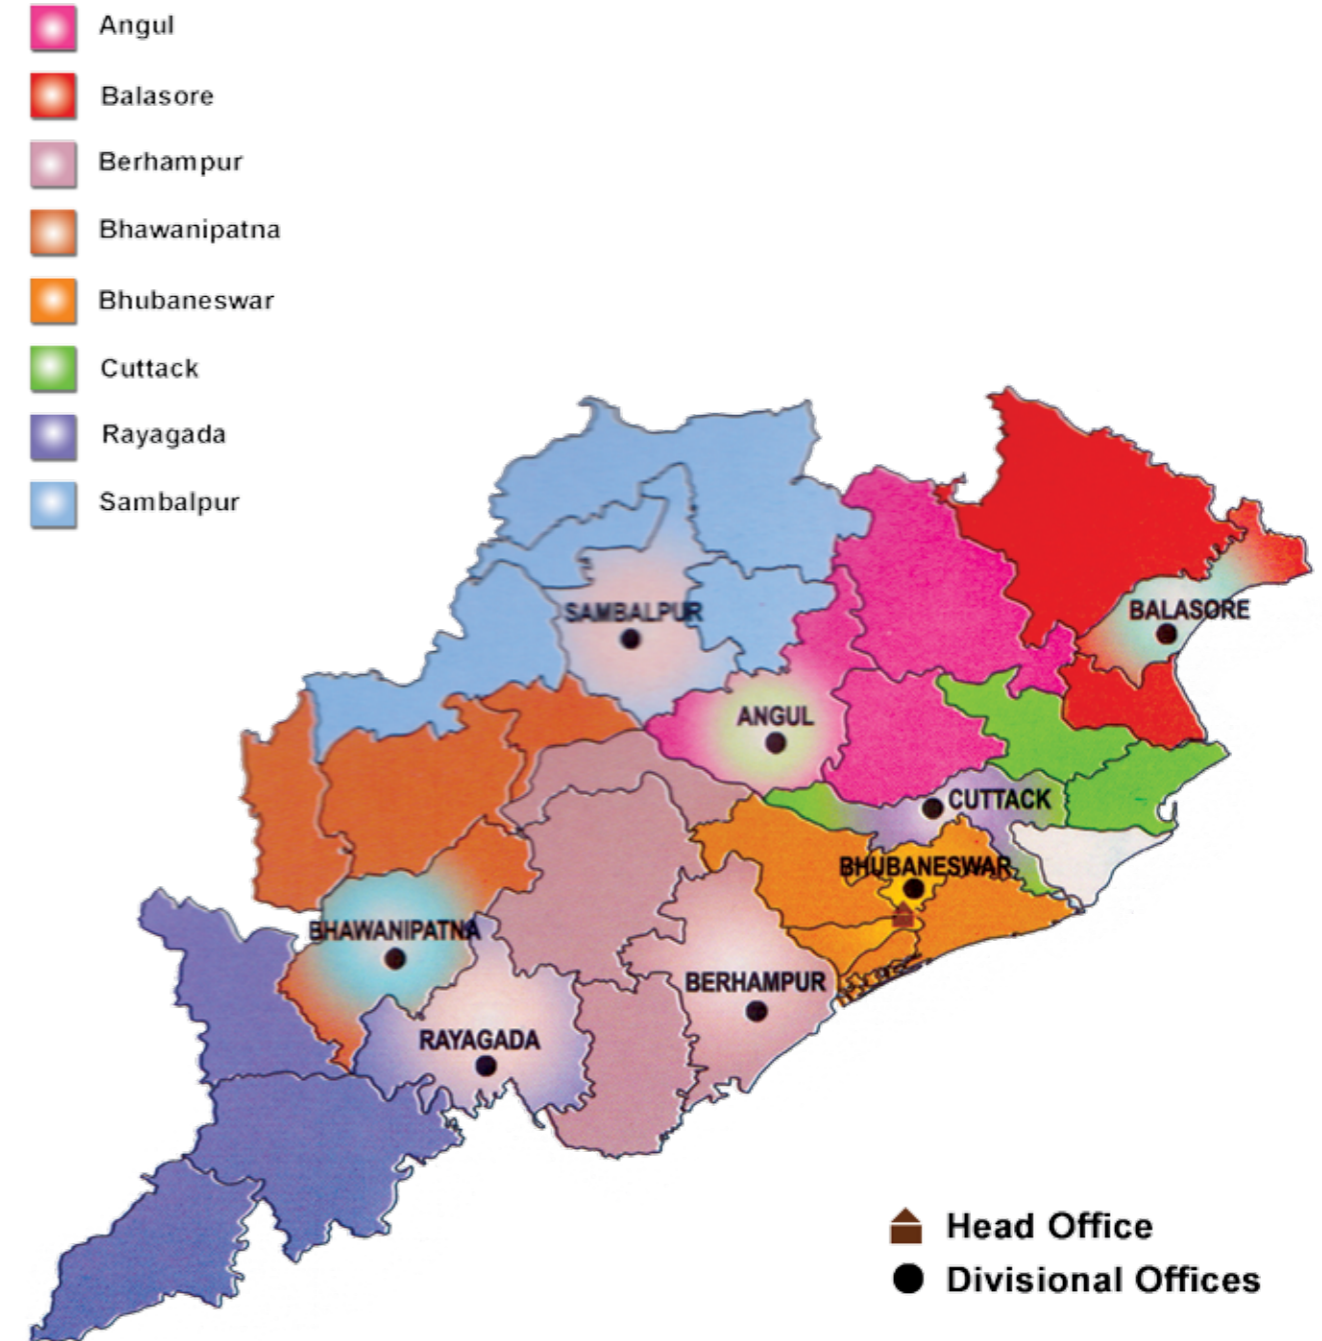 Angul
Balasore
Berhampur
Bhawanipatna
Bhubaneswar
Cuttack
Rayagada
Sambalpur
SAMBALPUR
BALASORE
ANGUL
CUTTACK
BHUBANESWAR
BHAWANIPATNA
BERHAMPUR
RAYAGADA
Head Office
Divisional Offices